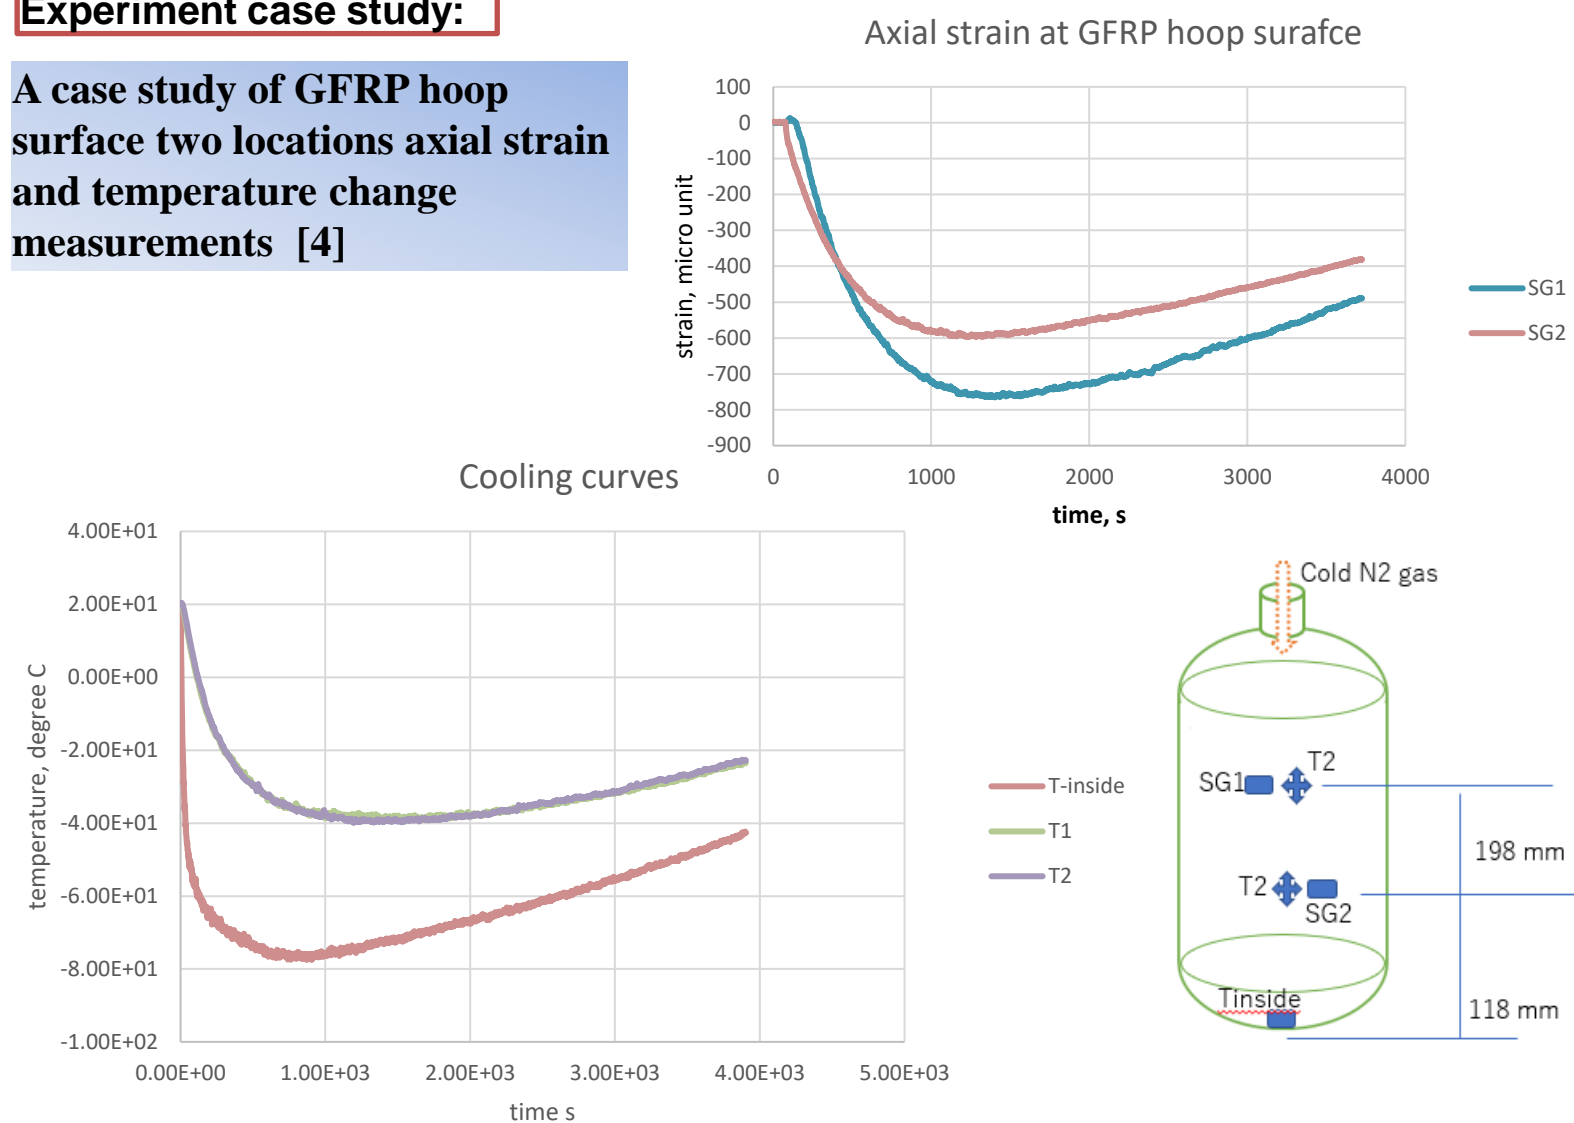 Experiment case study:
A case study of GFRP hoop
surface two locations axial strain
and temperature change
measurements [4]
Axial strain at GFRP hoop surafce
100
0
-100
-200
-300
-400
-500
-600
-700
-800
-900
strain, micro unit
0
1000
2000
3000
4000
time, s
SG1
SG2
Cooling curves
4.00E+01
2.00E+01
0.00E+00
-2.00E+01
-4.00E+01
-6.00E+01
-8.00E+01
-1.00E+02
temperature, degree C
0.00E+00
1.00E+03
2.00E+03
3.00E+03
4.00E+03
5.00E+03
time s
T-inside
T1
T2
Cold N2 gas
T2
SG1
198 mm
T2
SG2
Tinside
118 mm